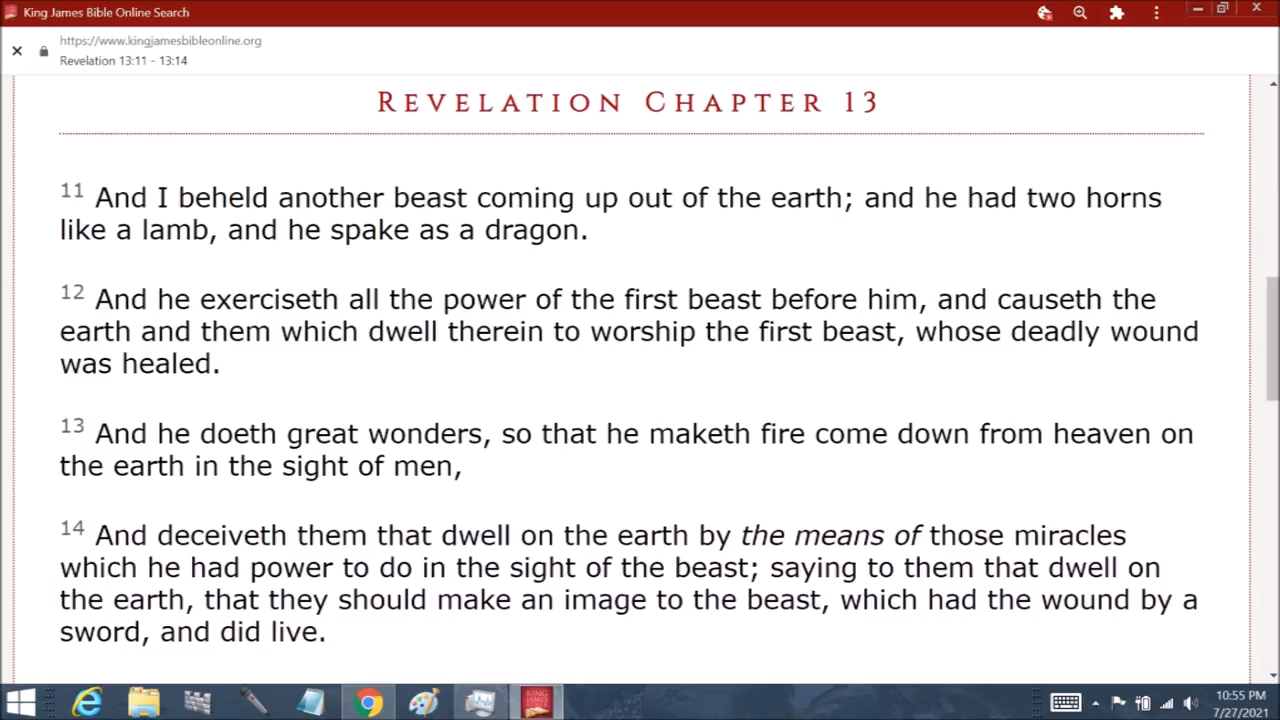 King James Bible Online Search
https://www.kingjamesbibleonline.org
Revelation 13:11 - 13:14
REVELATION CHAPTER 13
11 And I beheld another beast coming up out of the earth; and he had two horns
like a lamb, and he spake as a dragon.
12 And he exerciseth all the power of the first beast before him, and causeth the
earth and them which dwell therein to worship the first beast, whose deadly wound
was healed.
13 And he doeth great wonders, so that he maketh fire come down from heaven on
the earth in the sight of men,
14 And deceiveth them that dwell on the earth by the means of those miracles
which he had power to do in the sight of the beast; saying to them that dwell on
the earth, that they should make an image to the beast, which had the wound by a
sword, and did live.
KING
JAMES
BIBLE
10:55 PM
7/27/2021